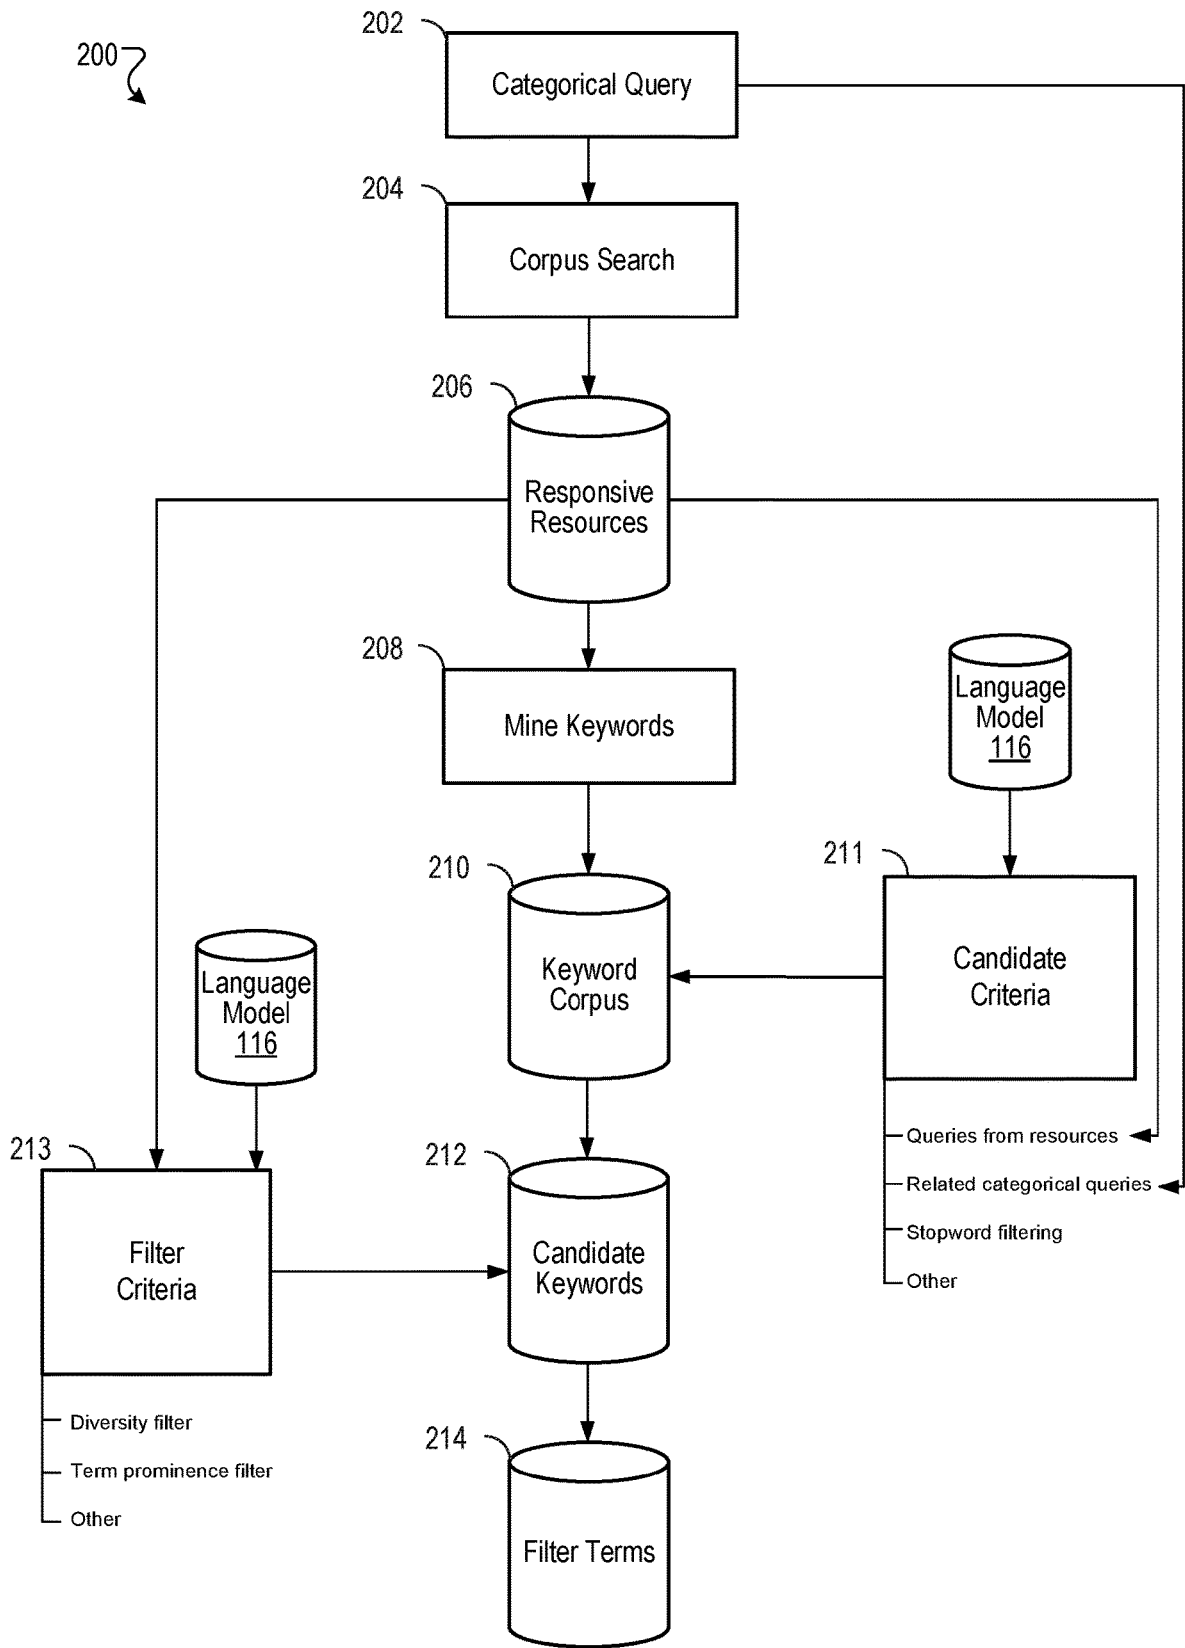 200
202
Categorical Query
204
Corpus Search
206
Responsive
Resources
208
Mine Keywords
Language
Model
116
210
Keyword
Corpus
211
Candidate
Criteria
Queries from resources
Related categorical queries
Stopword filtering
Other
Language
Model
116
213
Filter
Criteria
Diversity filter
Term prominence filter
Other
212
Candidate
Keywords
214
Filter Terms